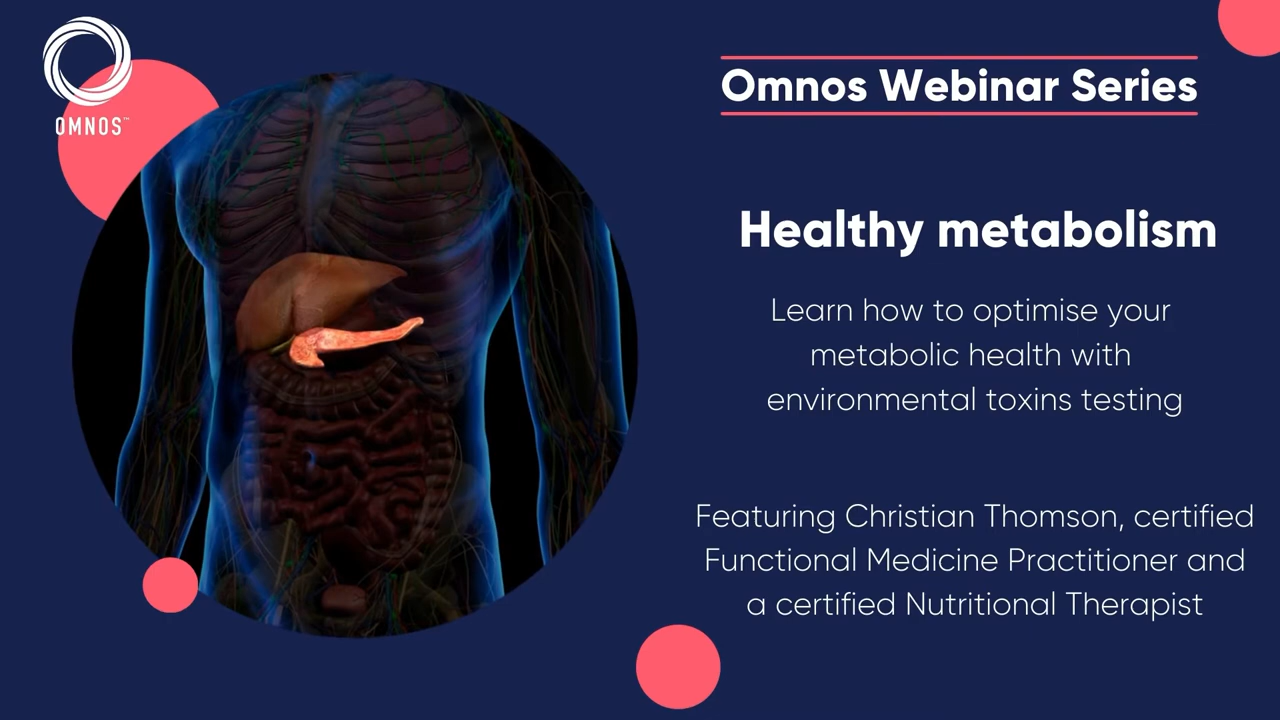 OMNOS™
Omnos Webinar Series
Healthy metabolism
Learn how to optimise your
metabolic health with
environmental toxins testing
Featuring Christian Thomson, certified
Functional Medicine Practitioner and
a certified Nutritional Therapist